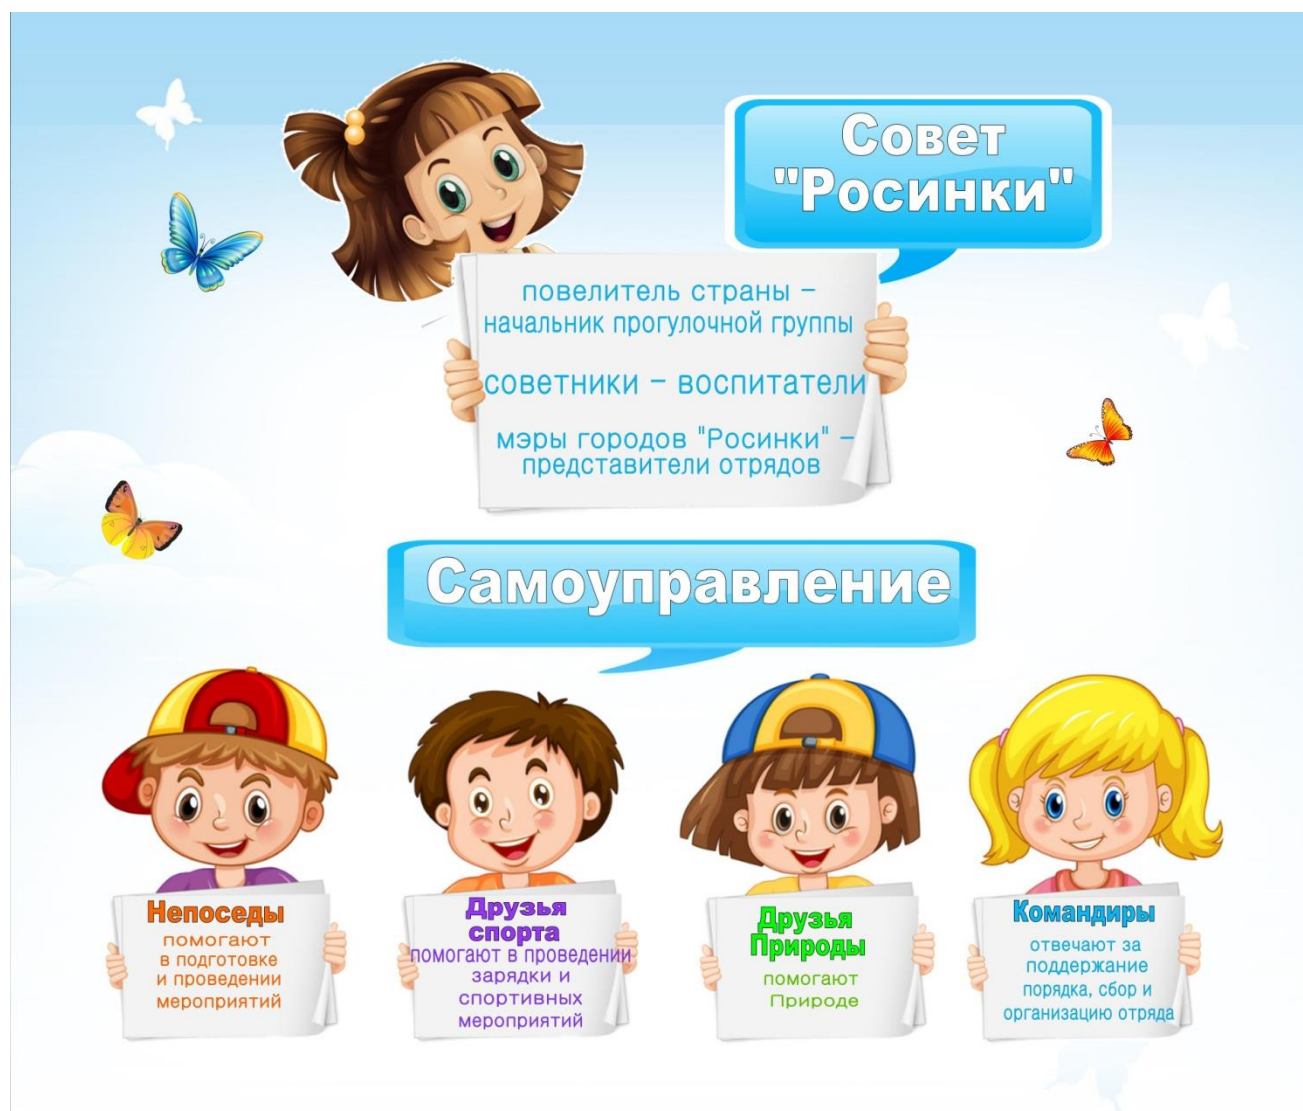 Совет
"Росинки"
повелитель страны –
начальник прогулочной группы
советники – воспитатели
мэры городов "Росинки" –
представители отрядов
Самоуправление
Непоседы
помогают
в подготовке
и проведении
мероприятий
Друзья
спорта
помогают в проведении
зарядки и
спортивных
мероприятий
Друзья
Природы
помогают
Природе
Командиры
отвечают за
поддержание
порядка, сбор и
организацию отряда